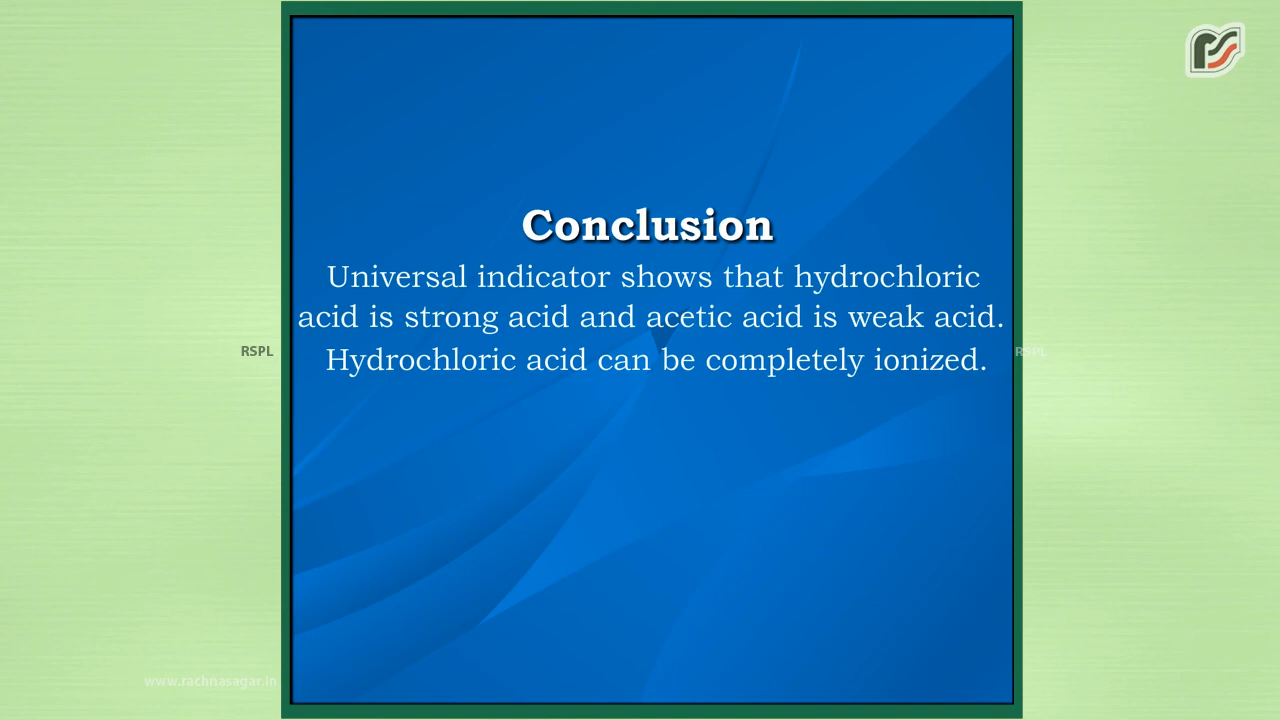 Conclusion
Universal indicator shows that hydrochloric
acid is strong acid and acetic acid is weak acid.
Hydrochloric acid can be completely ionized.
RSPL
RSPL
www.rachnasagar.in